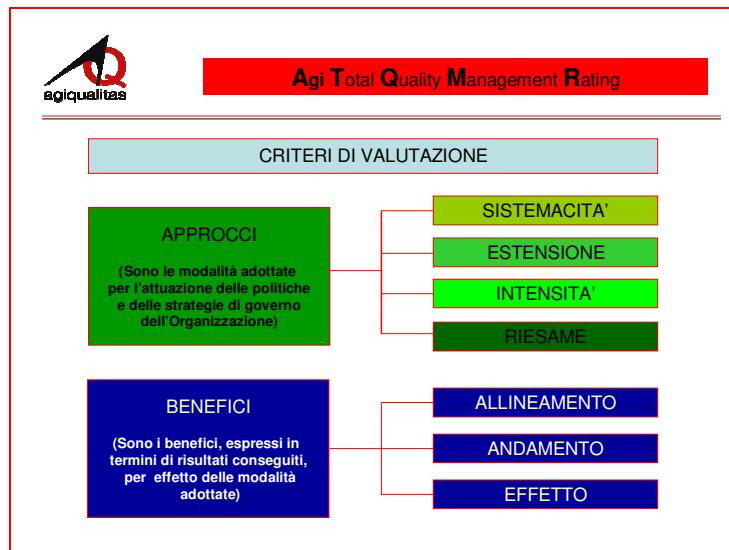 Q
agiqualitas
Agi Total Quality Management Rating
CRITERI DI VALUTAZIONE
APPROCCI
(Sono le modalità adottate
per l'attuazione delle politiche
e delle strategie di governo
dell'Organizzazione)
SISTEMACITA'
ESTENSIONE
INTENSITA'
RIESAME
BENEFICI
(Sono i benefici, espressi in
termini di risultati conseguiti,
per effetto delle modalità
adottate)
ALLINEAMENTO
ANDAMENTO
EFFETTO